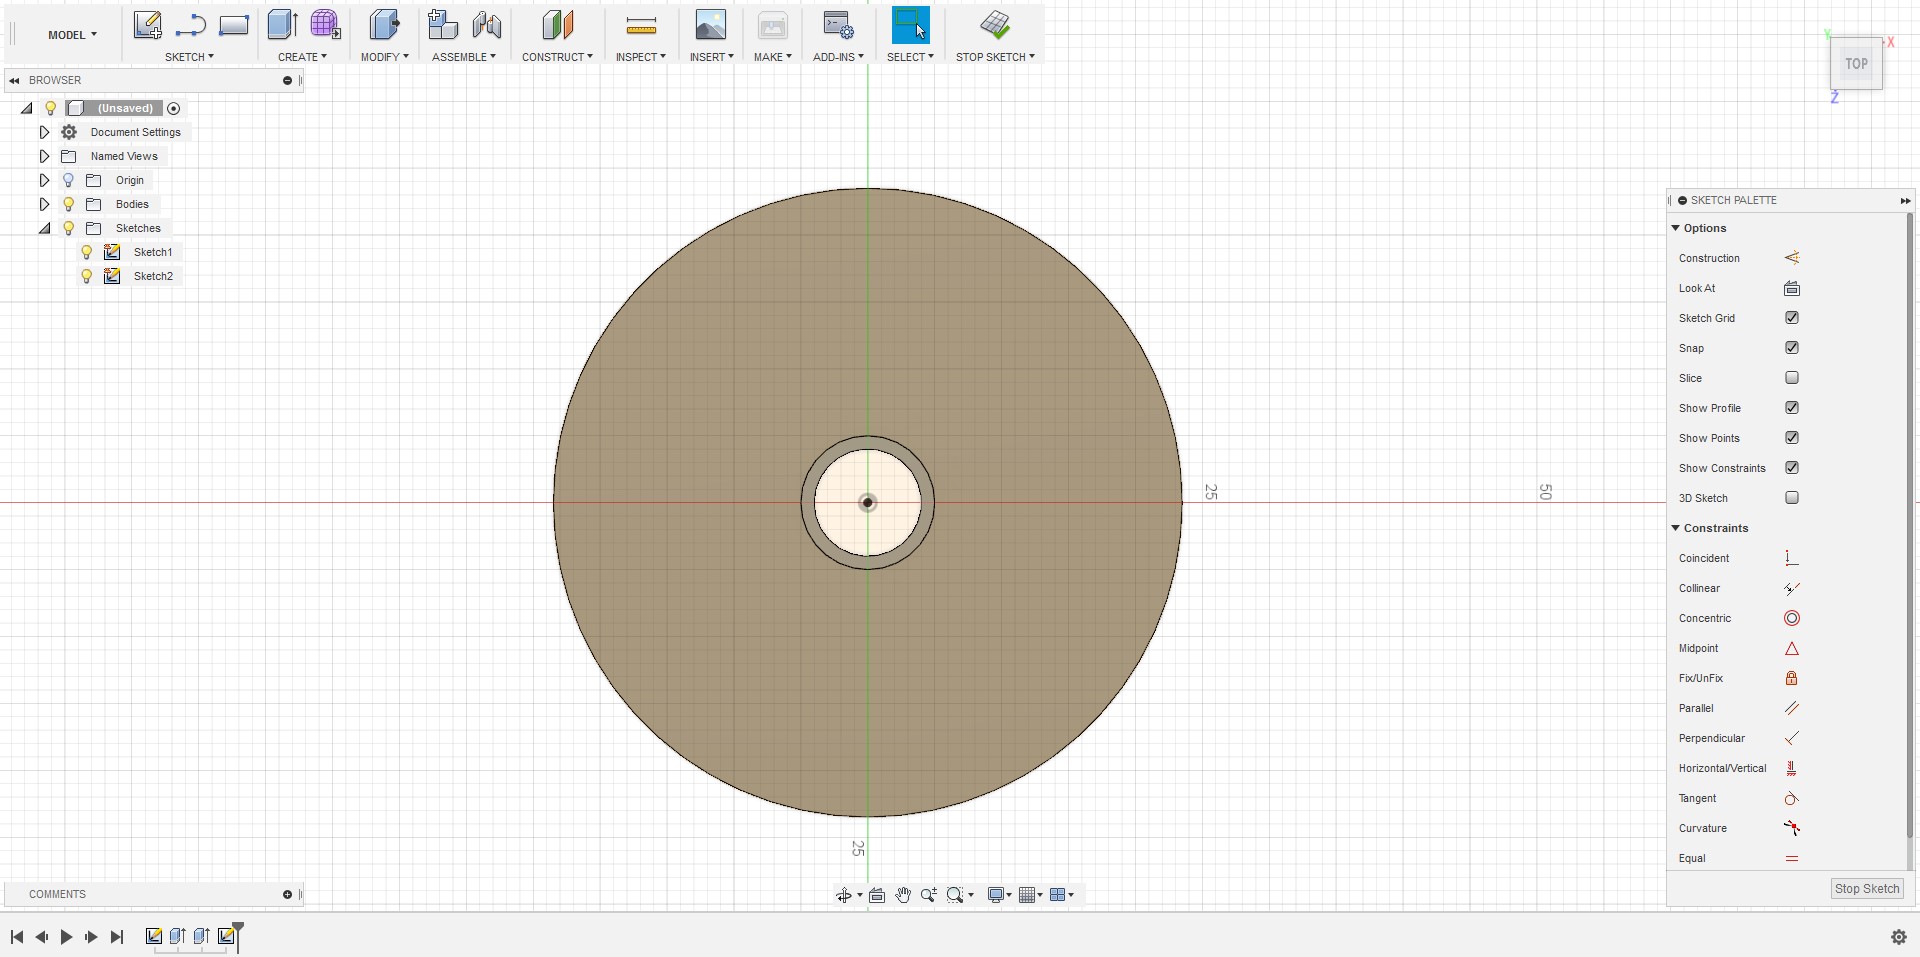 MODEL
SKETCH
CREATE
MODIFY
ASSEMBLE
CONSTRUCT
INSPECT
INSERT
MAKE
ADD-INS
SELECT
STOP SKETCH
Y
X
TOP
Z
BROWSER
(Unsaved)
Document Settings
Named Views
Origin
Bodies
Sketches
Sketch1
Sketch2
25
50
25
SKETCH PALETTE
Options
Construction
Look At
Sketch Grid
Snap
Slice
Show Profile
Show Points
Show Constraints
3D Sketch
Constraints
Coincident
Collinear
Concentric
Midpoint
Fix/UnFix
Parallel
Perpendicular
Horizontal/Vertical
Tangent
Curvature
Equal
Stop Sketch
COMMENTS